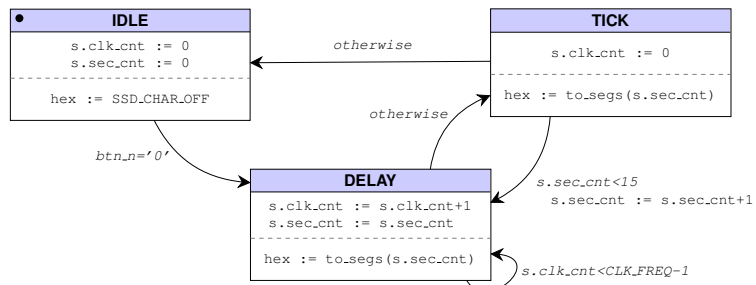 IDLE
s.clk_cnt := 0
s.sec_cnt := 0
hex := SSD_CHAR_OFF
otherwise
TICK
s.clk_cnt := 0
hex := to_segs(s.sec_cnt)
otherwise
btn_n='0'
DELAY
s.clk_cnt := s.clk_cnt+1
s.sec_cnt := s.sec_cnt
hex := to_segs(s.sec_cnt)
s.sec_cnt<15
s.sec_cnt := s.sec_cnt+1
s.clk_cnt<CLK_FREQ-1